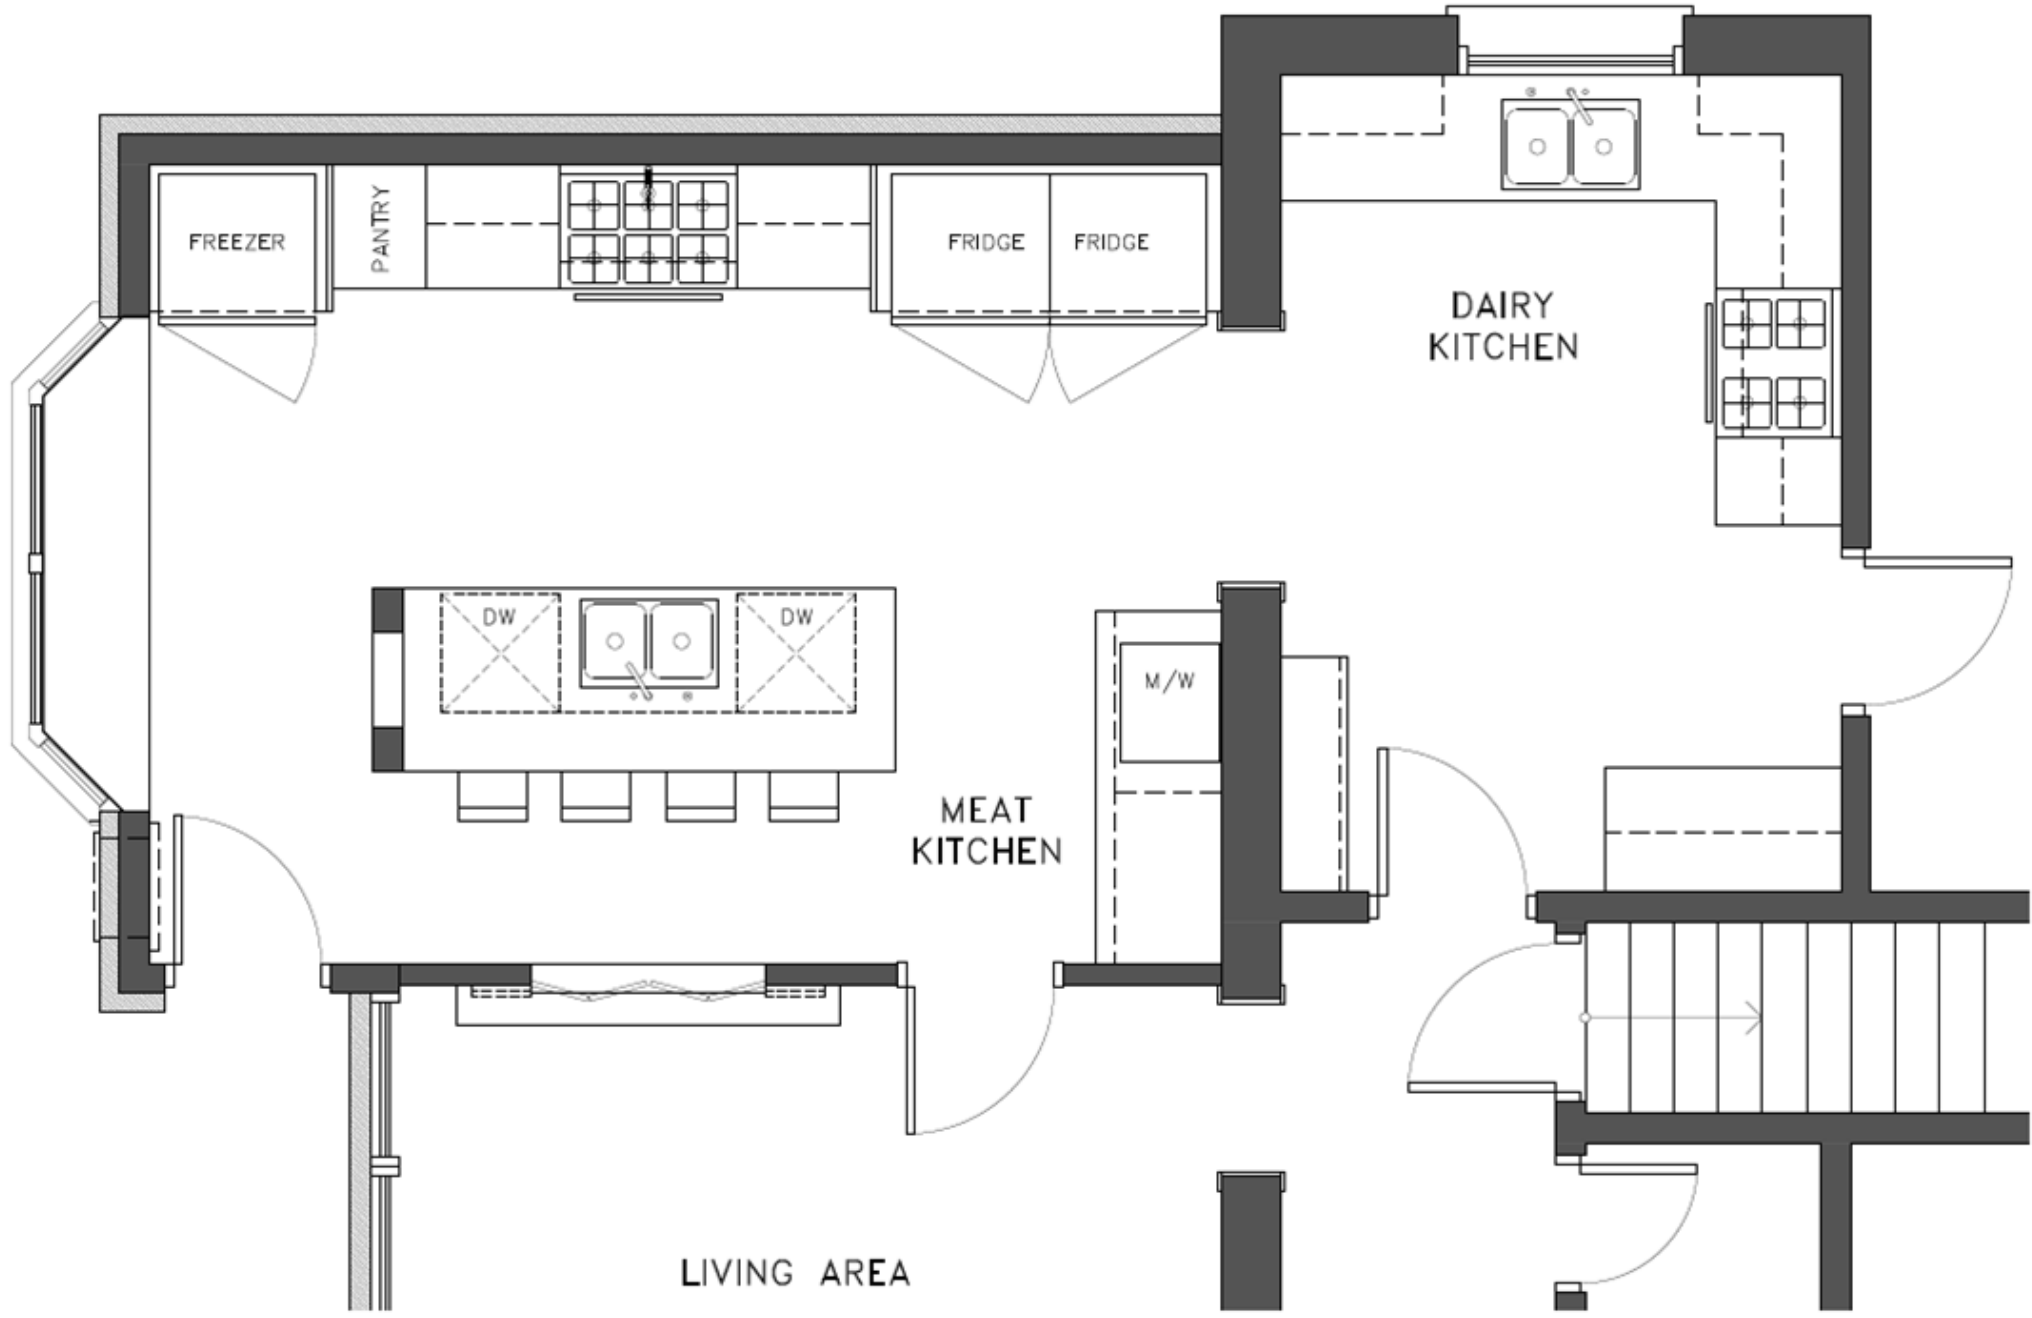 FREEZER
PANTRY
FRIDGE
FRIDGE
DAIRY
KITCHEN
DW
DW
M/W
MEAT
KITCHEN
LIVING AREA